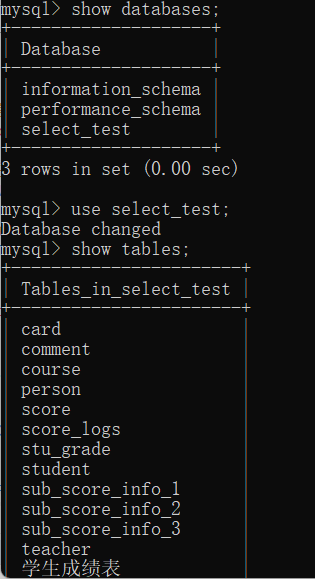 mysql> show databases;
+--------------------+
| Database           |
+--------------------+
| information_schema |
| performance_schema |
| select_test        |
+--------------------+
3 rows in set (0.00 sec)
mysql> use select_test;
Database changed
mysql> show tables;
+-----------------------+
| Tables_in_select_test |
+-----------------------+
| card                  |
| comment               |
| course                |
| person                |
| score                 |
| score_logs            |
| stu_grade             |
| student               |
| sub_score_info_1      |
| sub_score_info_2      |
| sub_score_info_3      |
| teacher               |
| 学生成绩表            |